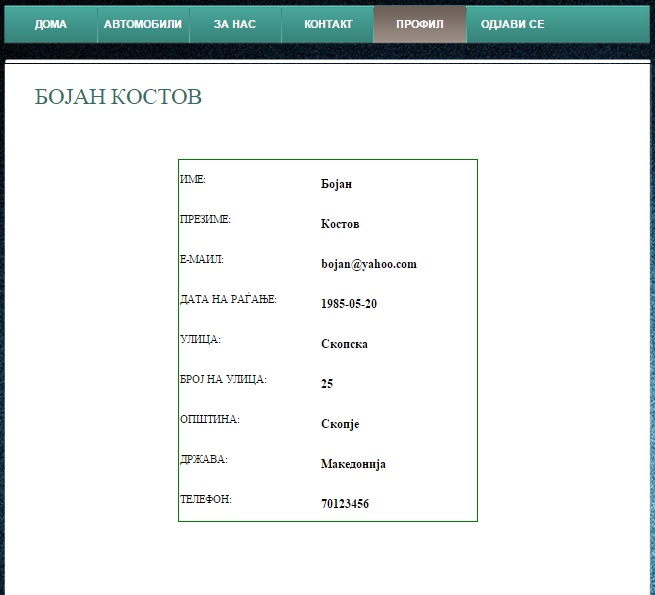 ДОМА АВТОМОБИЛИ ЗА НАС КОНТАКТ ПРОФИЛ ОДЈАВИ СЕ
БОЈАН КОСТОВ
ИМЕ: Бојан
ПРЕЗИМЕ: Костов
Е-МАИЛ: bojan@yahoo.com
ДАТА НА РАЃАЊЕ: 1985-05-20
УЛИЦА: Скопска
БРОЈ НА УЛИЦА: 25
ОПШТИНА: Скопје
ДРЖАВА: Македонија
ТЕЛЕФОН: 70123456